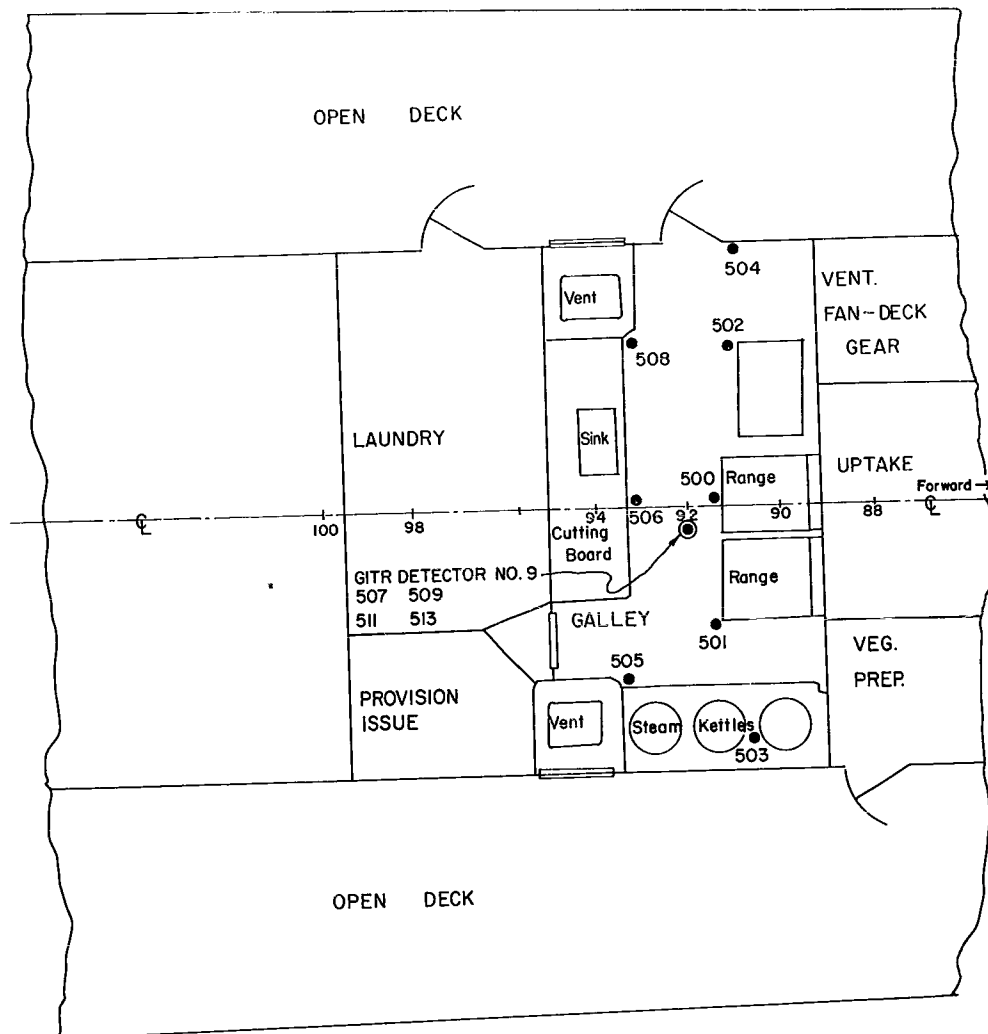 OPEN DECK
504
VENT.
FAN-DECK
GEAR
Vent
502
508
LAUNDRY
Sink
UPTAKE
Range
500
Forward
℄
100
98
94
506
92
90
88
℄
Cutting
Board
GITR DETECTOR NO. 9
507 509
511 513
Range
GALLEY
501
VEG.
PREP.
505
PROVISION
ISSUE
Vent
Steam Kettles
503
OPEN DECK